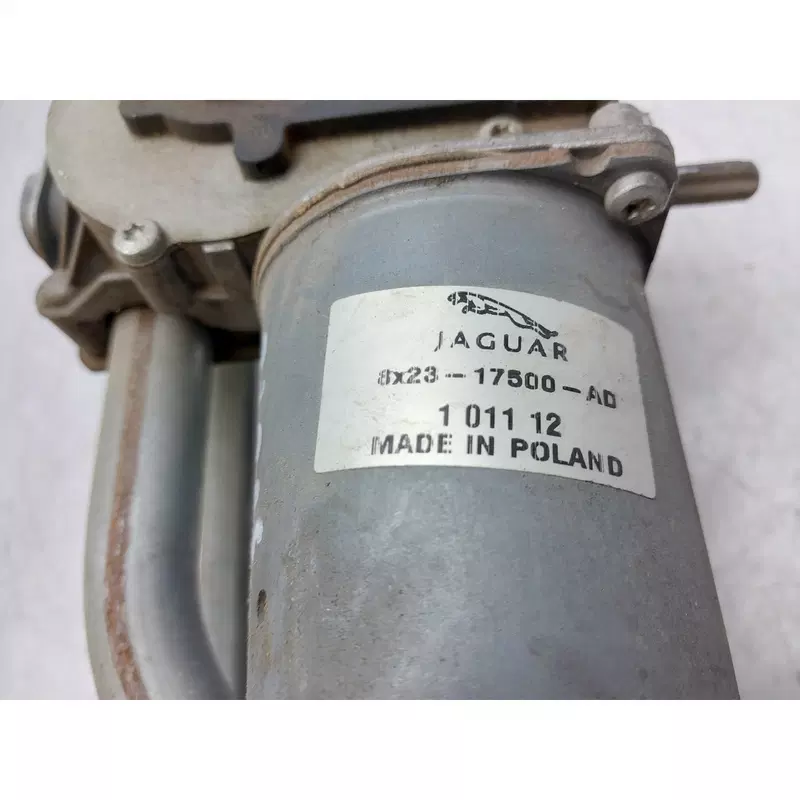 JAGUAR
8x23-17500-AD
1 011 12
MADE IN POLAND